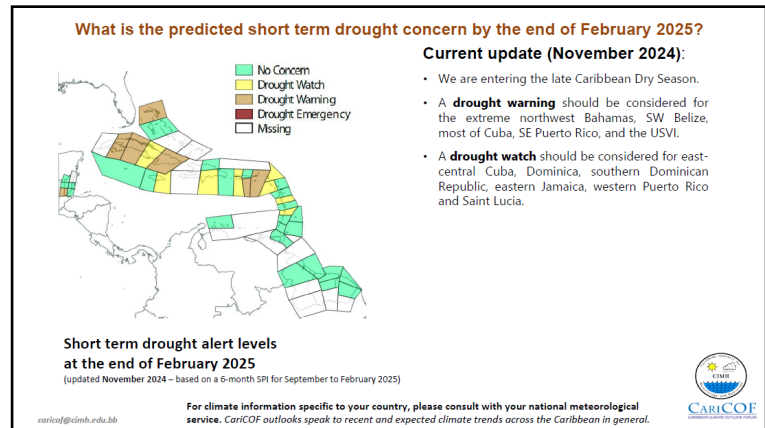 What is the predicted short term drought concern by the end of February 2025?
No Concern
Drought Watch
Drought Warning
Drought Emergency
Missing
Current update (November 2024):
• We are entering the late Caribbean Dry Season.
• A drought warning should be considered for
the extreme northwest Bahamas, SW Belize,
most of Cuba, SE Puerto Rico, and the USVI.
• A drought watch should be considered for east-
central Cuba, Dominica, southern Dominican
Republic, eastern Jamaica, western Puerto Rico
and Saint Lucia.
Short term drought alert levels
at the end of February 2025
(updated November 2024 – based on a 6-month SPI for September to February 2025)
For climate information specific to your country, please consult with your national meteorological
service. CariCOF outlooks speak to recent and expected climate trends across the Caribbean in general.
caricof@cimh.edu.bb
CIMH
CARICOF
CARIBBEAN CLIMATE OUTLOOK FORUM